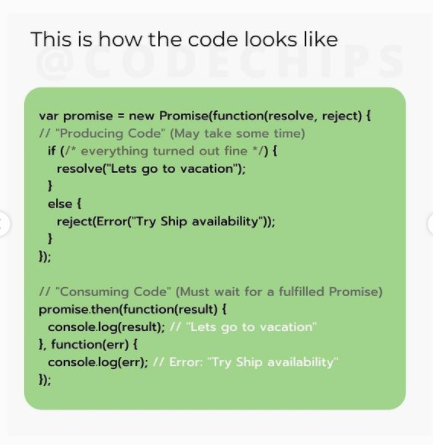 This is how the code looks like
@CODECHIPS
var promise = new Promise(function(resolve, reject) {
// "Producing Code" (May take some time)
if (/* everything turned out fine */) {
resolve("Lets go to vacation");
}
else {
reject(Error("Try Ship availability"));
}
});
// "Consuming Code" (Must wait for a fulfilled Promise)
promise.then(function(result) {
console.log(result); // "Lets go to vacation"
}, function(err) {
console.log(err); // Error: "Try Ship availability"
});